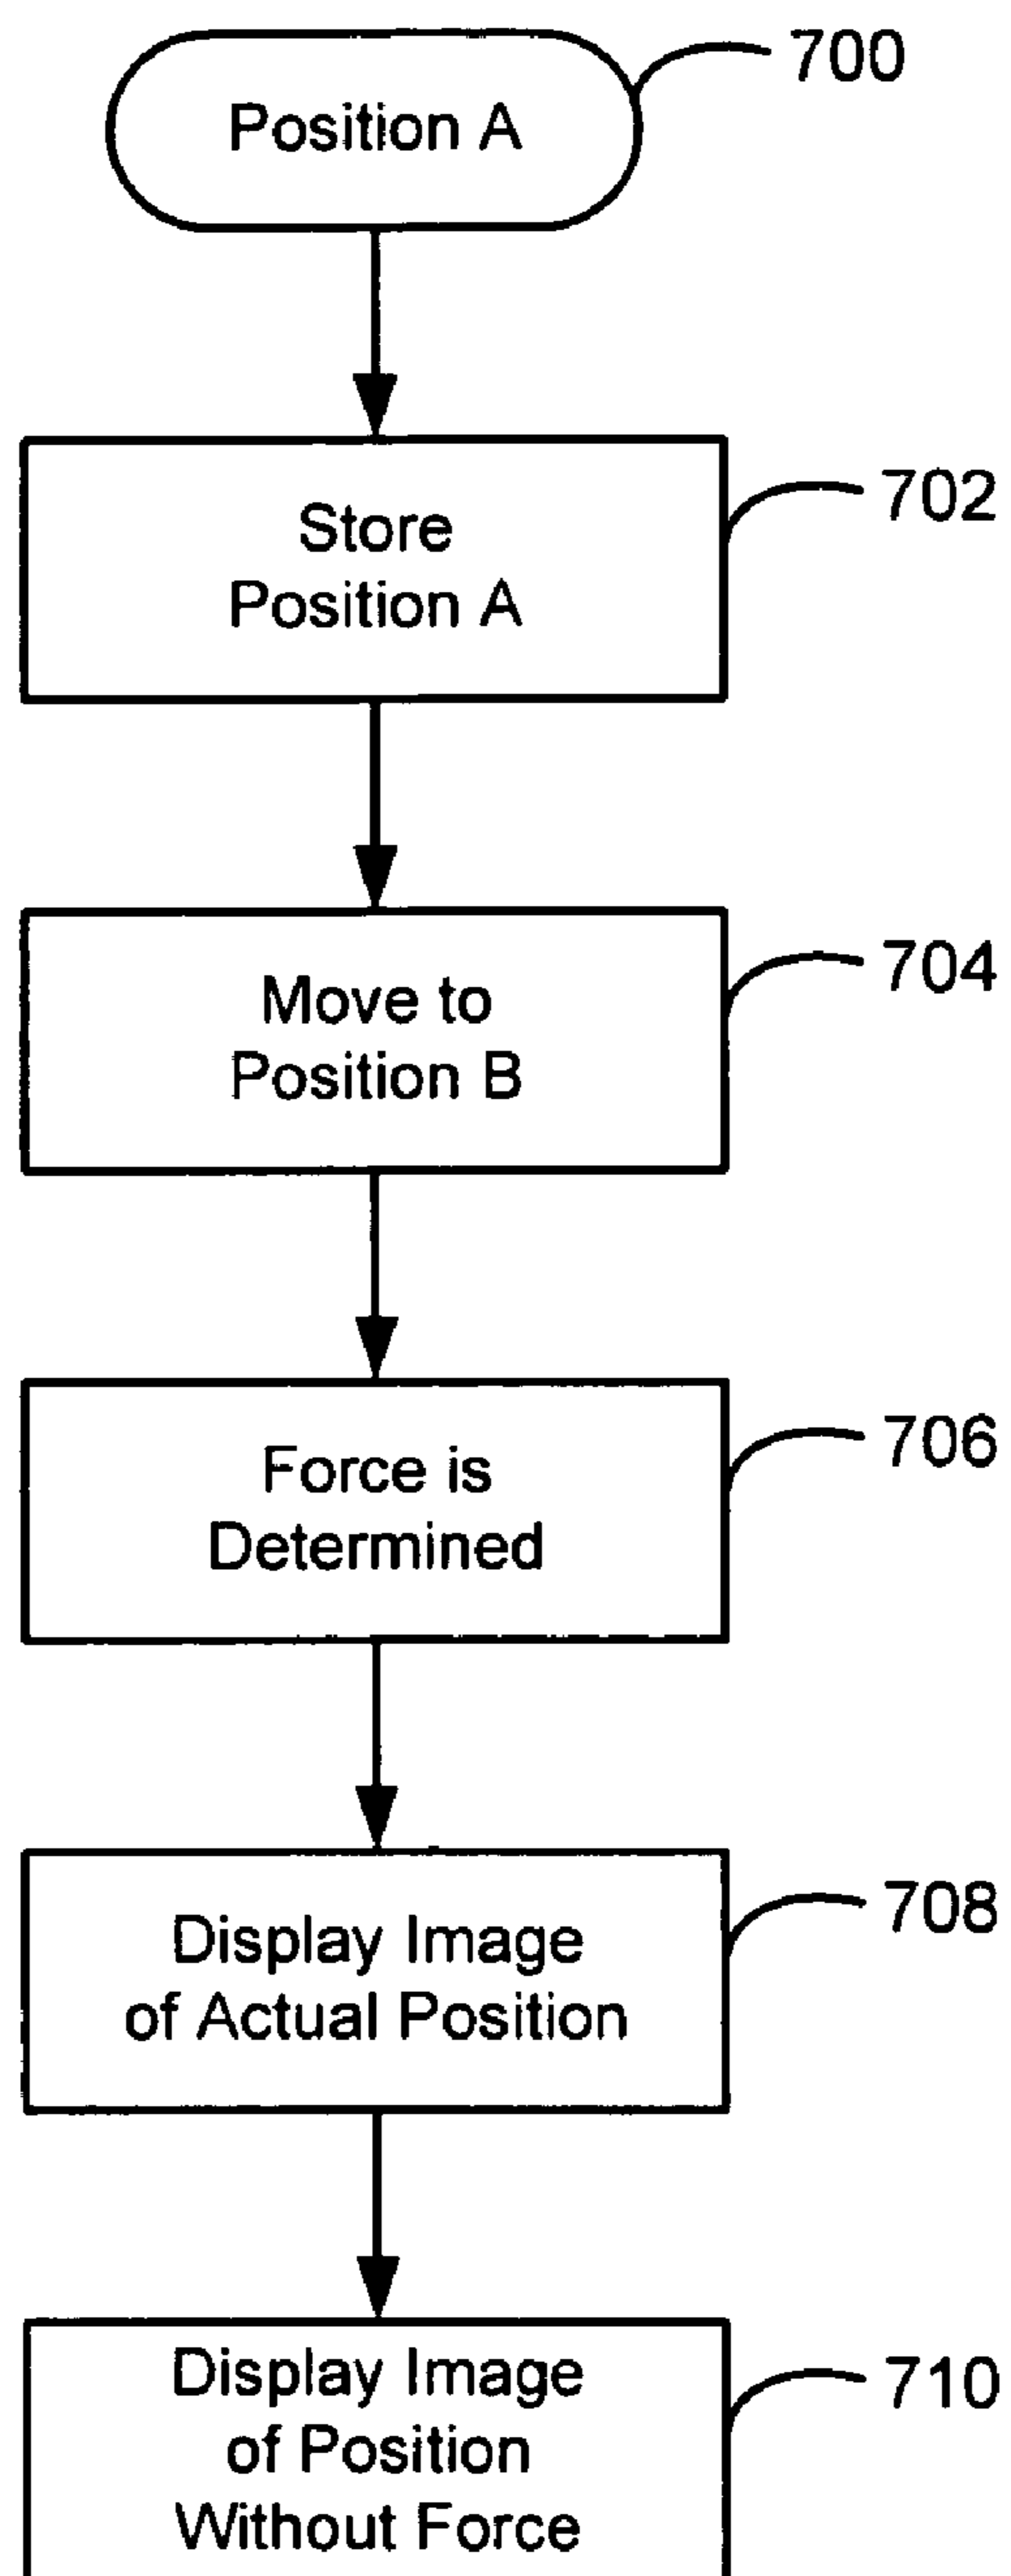 700
Position A
702
Store
Position A
704
Move to
Position B
706
Force is
Determined
708
Display Image
of Actual Position
710
Display Image
of Position
Without Force